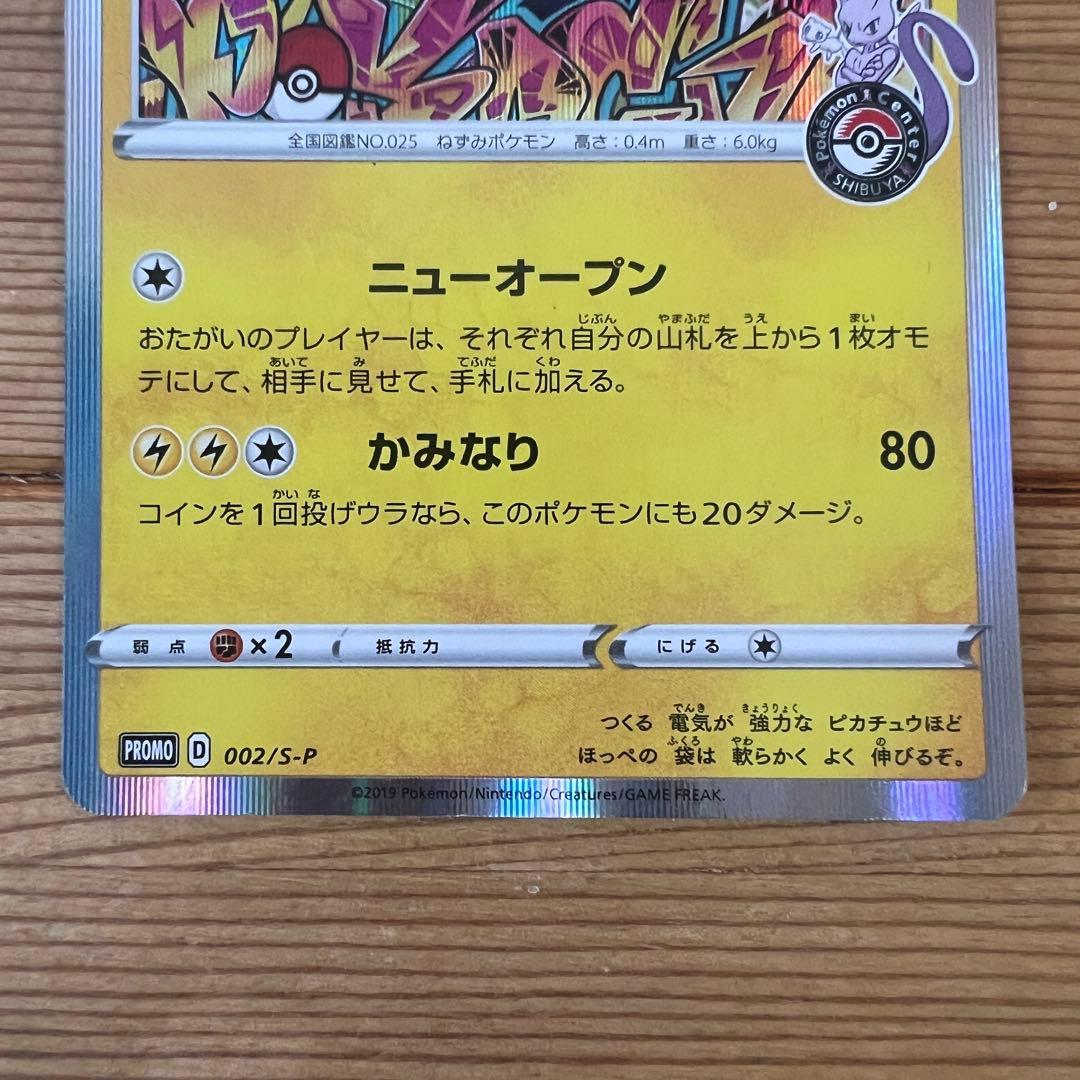 全国図鑑NO.025 ねずみポケモン 高さ:0.4m 重さ:6.0kg
Pokémon Center
SHIBUYA
ニューオープン
おたがいのプレイヤーは、それぞれ自分の山札を上から1枚オモ
テにして、相手に見せて、手札に加える。
かみなり 80
コインを1回投げウラなら、このポケモンにも20ダメージ。
弱点 ×2 抵抗力 にげる
つくる 電気が 強力な ピカチュウほど
ほっぺの 袋は 軟らかく よく 伸びるぞ。
PROMO D 002/S-P
©2019 Pokémon/Nintendo/Creatures/GAME FREAK.